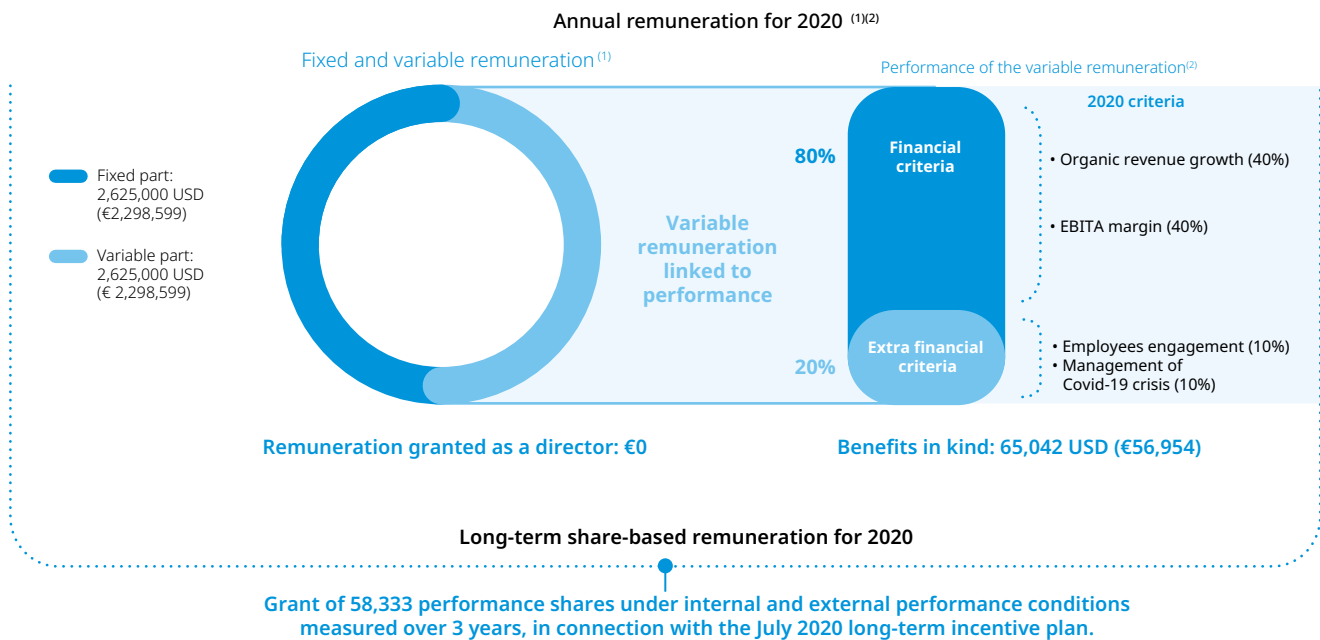 Annual remuneration for 2020 (1)(2)
Fixed and variable remuneration (1)
Performance of the variable remuneration(2)
Fixed part:
2,625,000 USD
(€2,298,599)
Variable part:
2,625,000 USD
(€ 2,298,599)
Variable
remuneration
linked to
performance
80%
Financial
criteria
20%
Extra financial
criteria
2020 criteria
• Organic revenue growth (40%)
• EBITA margin (40%)
• Employees engagement (10%)
• Management of
Covid-19 crisis (10%)
Remuneration granted as a director: €0
Benefits in kind: 65,042 USD (€56,954)
Long-term share-based remuneration for 2020
Grant of 58,333 performance shares under internal and external performance conditions
measured over 3 years, in connection with the July 2020 long-term incentive plan.